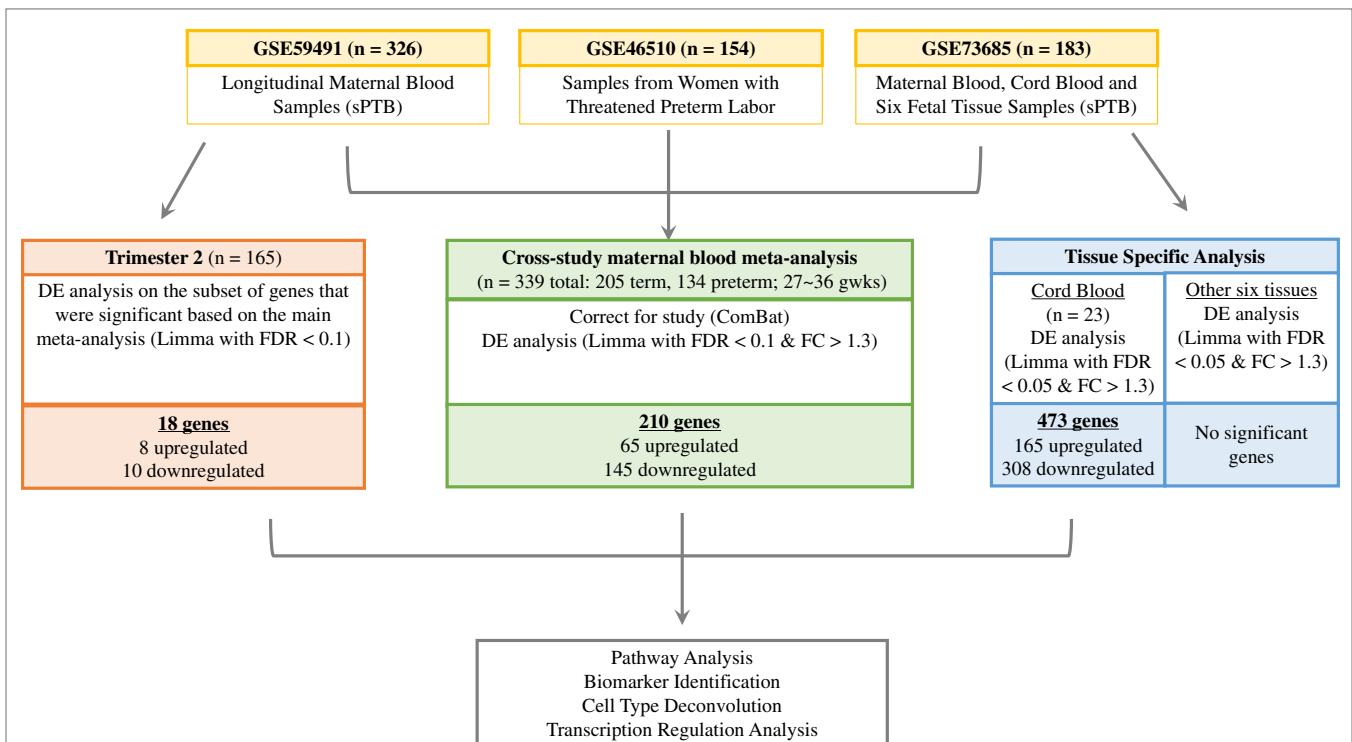 GSE59491 (n = 326)
Longitudinal Maternal Blood
Samples (sPTB)
GSE46510 (n = 154)
Samples from Women with
Threatened Preterm Labor
GSE73685 (n = 183)
Maternal Blood, Cord Blood and
Six Fetal Tissue Samples (sPTB)
Trimester 2 (n = 165)
DE analysis on the subset of genes that
were significant based on the main
meta-analysis (Limma with FDR < 0.1)
18 genes
8 upregulated
10 downregulated
Cross-study maternal blood meta-analysis
(n = 339 total: 205 term, 134 preterm; 27~36 gwks)
Correct for study (ComBat)
DE analysis (Limma with FDR < 0.1 & FC > 1.3)
210 genes
65 upregulated
145 downregulated
Tissue Specific Analysis
Cord Blood
(n = 23)
DE analysis
(Limma with FDR
< 0.05 & FC > 1.3)
473 genes
165 upregulated
308 downregulated
Other six tissues
DE analysis
(Limma with FDR
< 0.05 & FC > 1.3)
No significant
genes
Pathway Analysis
Biomarker Identification
Cell Type Deconvolution
Transcription Regulation Analysis